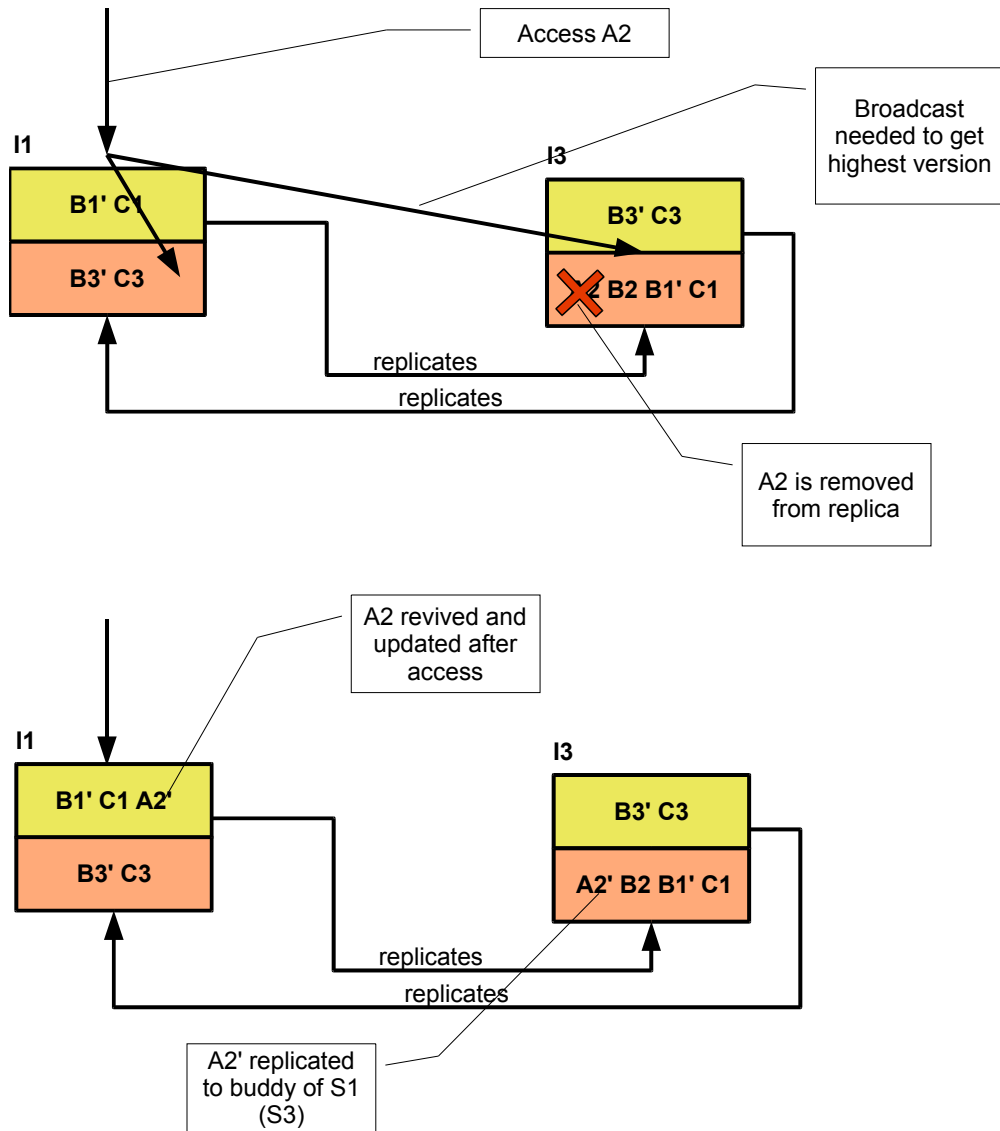 Access A2
Broadcast
needed to get
highest version
I1
I3
B1' C1
B3' C3
B3' C3
B2 B1' C1
replicates
replicates
A2 is removed
from replica
A2 revived and
updated after
access
I1
I3
B1' C1 A2'
B3' C3
B3' C3
A2' B2 B1' C1
replicates
replicates
A2' replicated
to buddy of S1
(S3)